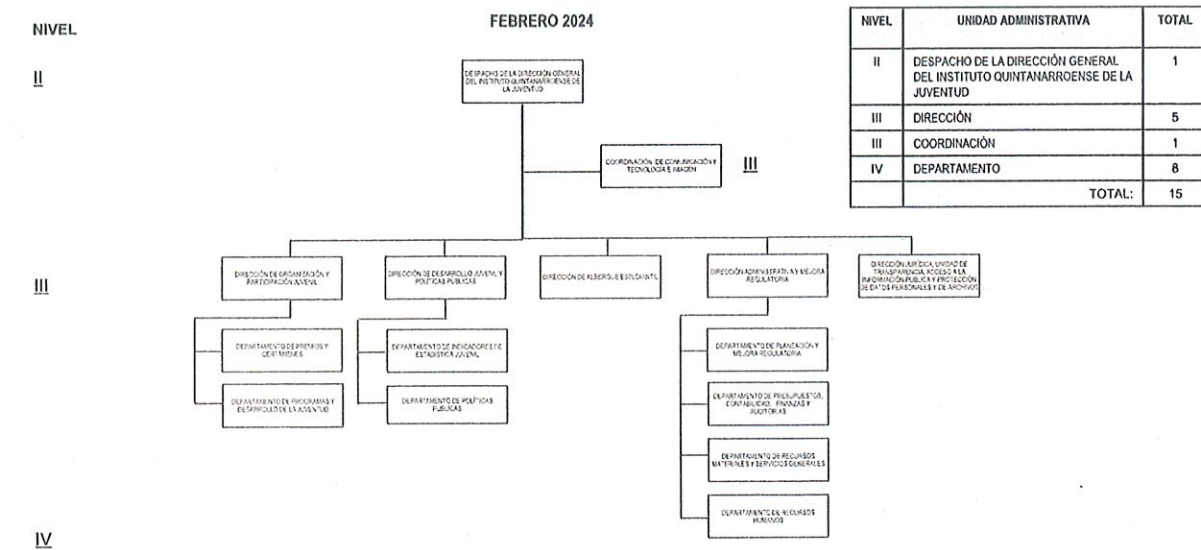 NIVEL
FEBRERO 2024
II
DESPACHO DE LA DIRECCIÓN GENERAL
DEL INSTITUTO QUINTANARROENSE DE
LA JUVENTUD
COORDINACIÓN DE COMUNICACIÓN Y
TECNOLOGÍA E IMAGEN
III
NIVEL UNIDAD ADMINISTRATIVA TOTAL
II DESPACHO DE LA DIRECCIÓN GENERAL 1
DEL INSTITUTO QUINTANARROENSE DE LA
JUVENTUD
III DIRECCIÓN 5
III COORDINACIÓN 1
IV DEPARTAMENTO 8
TOTAL: 15
III
DIRECCIÓN DE ORGANIZACIÓN Y
PARTICIPACIÓN JUVENIL
DIRECCIÓN DE DESARROLLO JUVENIL Y
POLÍTICAS PUBLICAS
DIRECCIÓN DE ALBERGUE ESTUDIANTIL
DIRECCIÓN ADMINISTRATIVA Y MEJORA
REGULATORIA
DIRECCIÓN JURÍDICA, UNIDAD DE
TRANSPARENCIA, ACCESO A LA
INFORMACIÓN PUBLICA Y PROTECCIÓN
DE DATOS PERSONALES Y DE ARCHIVOS
DEPARTAMENTO DE PREMIOS Y
CERTÁMENES
DEPARTAMENTO DE PROGRAMAS Y
DESARROLLO DE LA JUVENTUD
DEPARTAMENTO DE INDICADORES DE
ESTADISTICA JUVENIL
DEPARTAMENTO DE POLÍTICAS
PUBLICAS
DEPARTAMENTO DE PLANEACIÓN Y
MEJORA REGULATORIA
DEPARTAMENTO DE PRESUPUESTOS,
CONTABILIDAD, FINANZAS Y
AUDITORIAS
DEPARTAMENTO DE RECURSOS
MATERIALES Y SERVICIOS GENERALES
DEPARTAMENTO DE RECURSOS
HUMANOS
IV